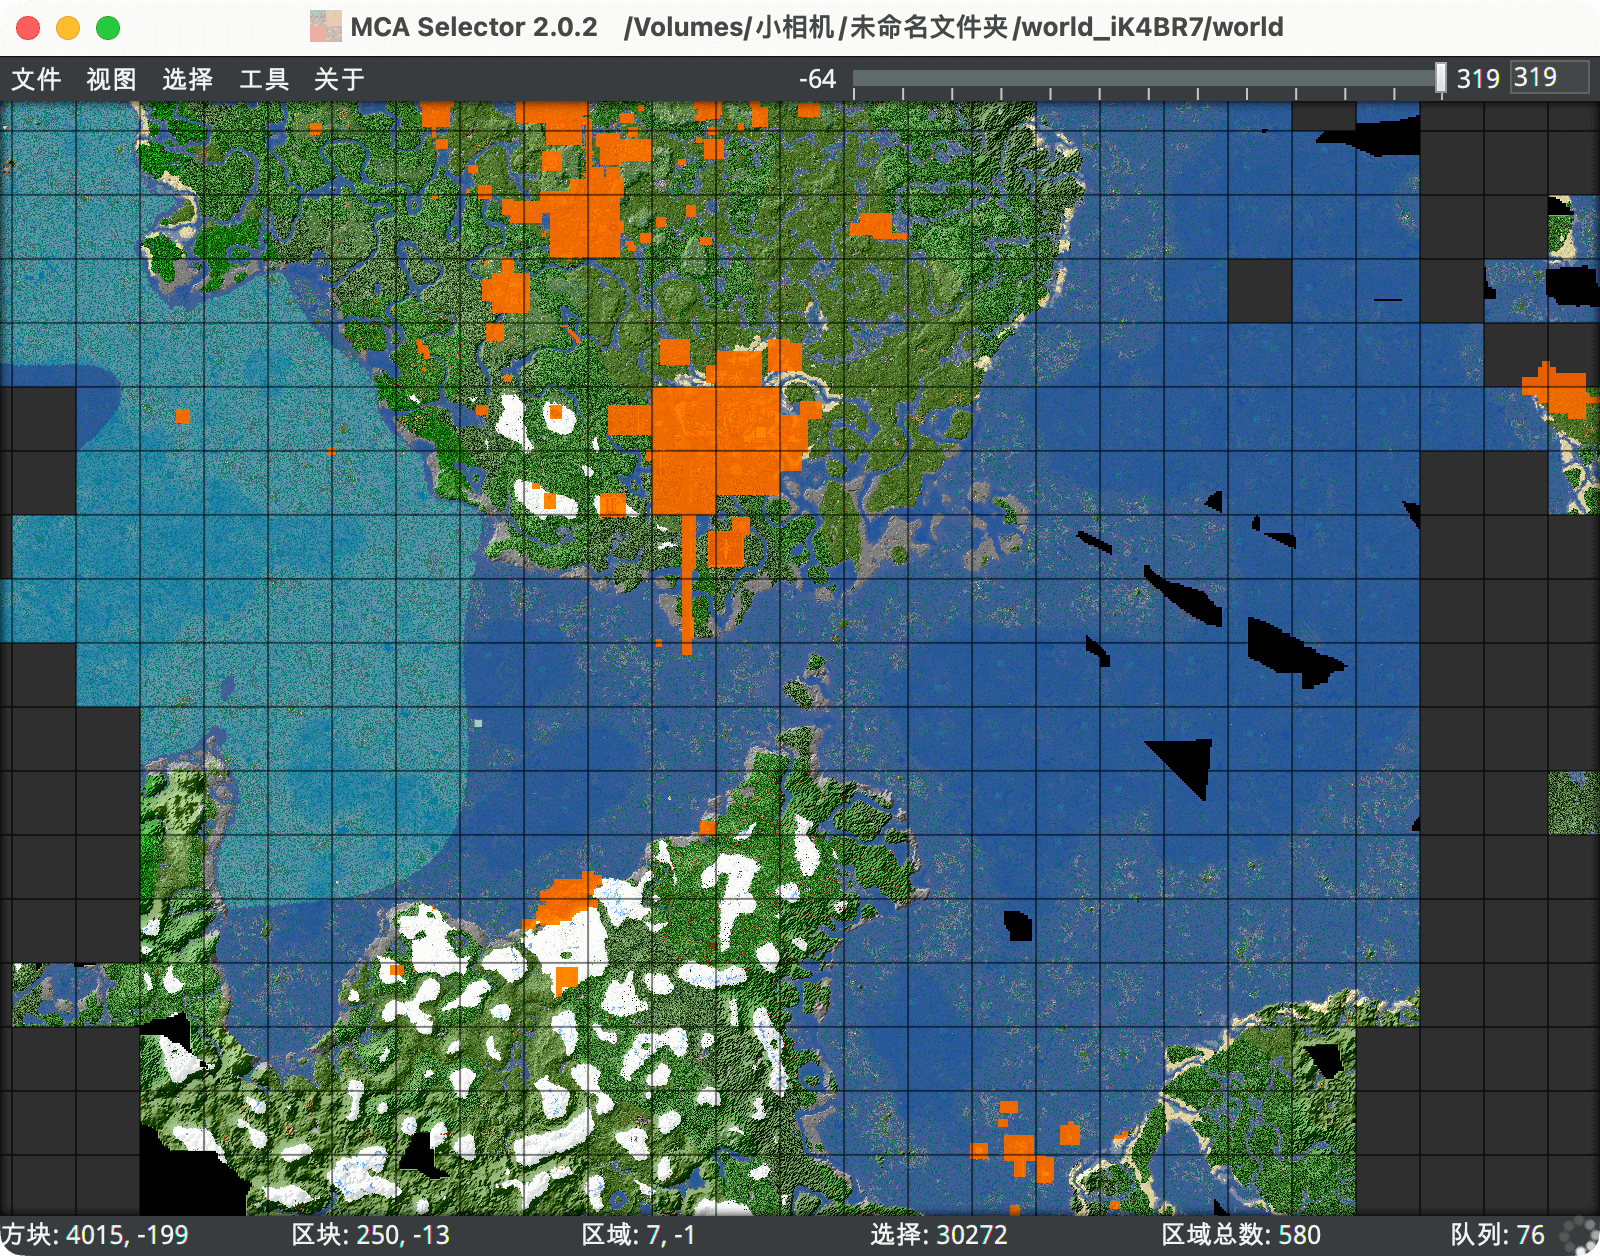 MCA Selector 2.0.2 /Volumes/小相机/未命名文件夹/world_iK4BR7/world
文件 视图 选择 工具 关于 -64 319 319
方块: 4015, -199 区块: 250, -13 区域: 7, -1 选择: 30272 区域总数: 580 队列: 76